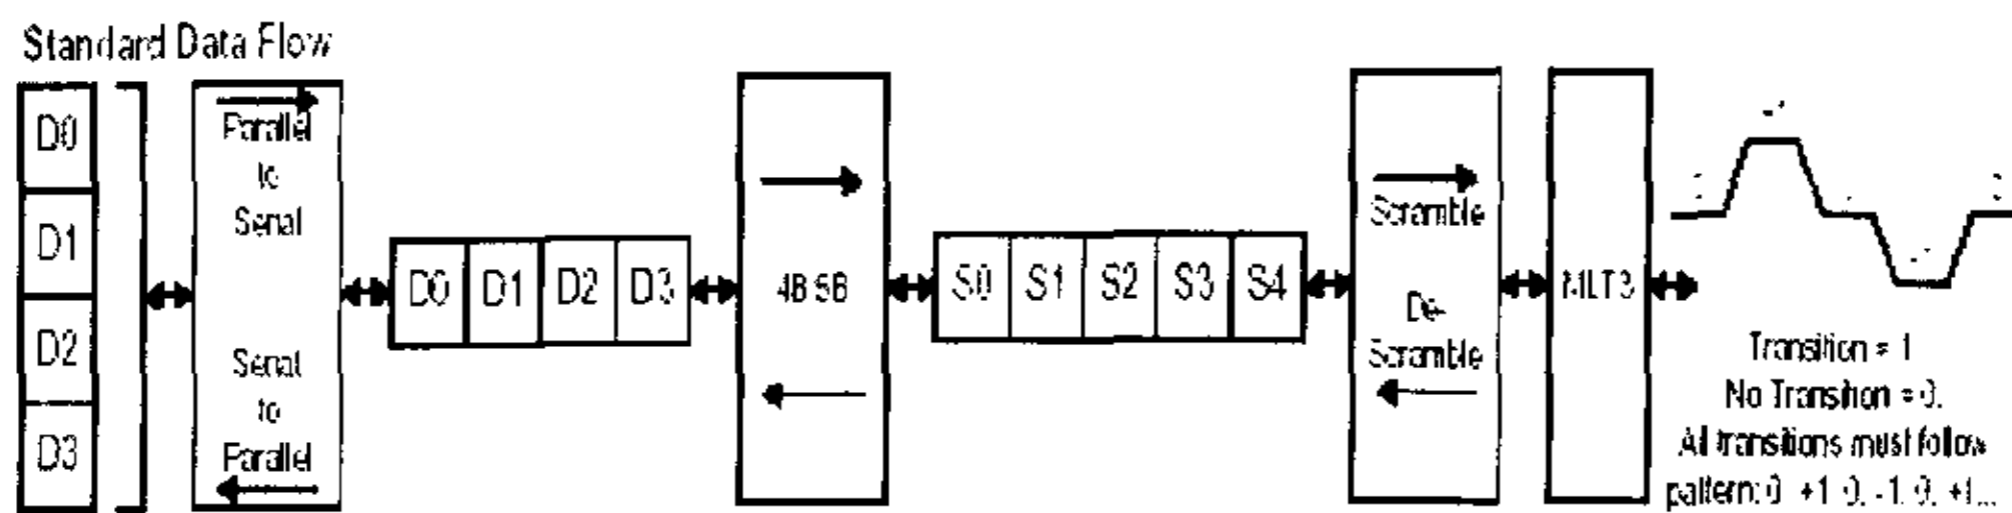 Standard Data Flow
D0
D1
D2
D3
Parallel
to
Serial
Serial
to
Parallel
D0 D1 D2 D3
4B 5B
S0 S1 S2 S3 S4
Scramble
De-
Scramble
MLT3
Transition = 1
No Transition = 0.
All transitions must follow
pattern: 0, +1, 0, -1, 0, +1...